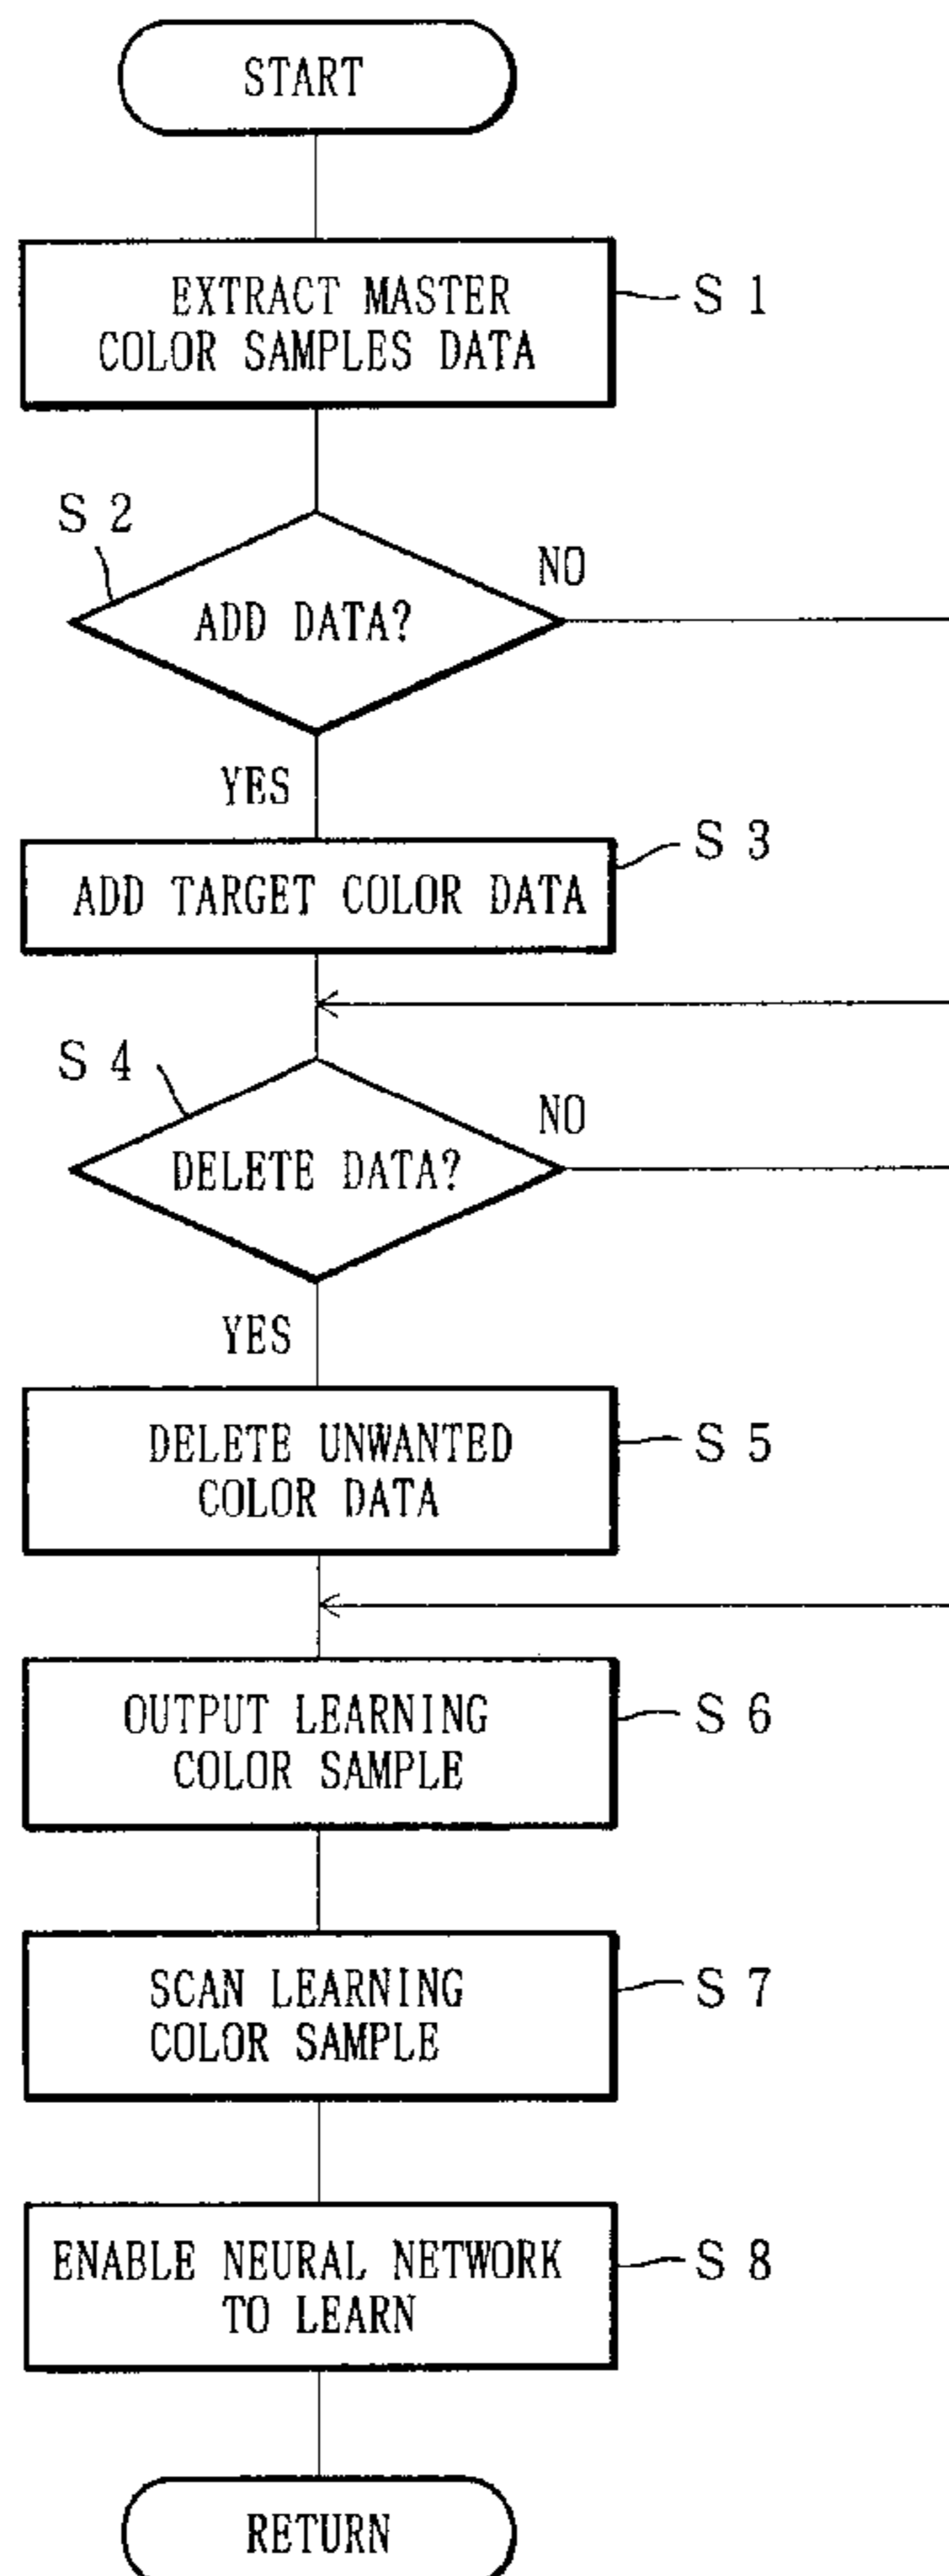 START
EXTRACT MASTER
COLOR SAMPLES DATA
S 1
S 2
ADD DATA?
NO
YES
ADD TARGET COLOR DATA
S 3
S 4
DELETE DATA?
NO
YES
DELETE UNWANTED
COLOR DATA
S 5
OUTPUT LEARNING
COLOR SAMPLE
S 6
SCAN LEARNING
COLOR SAMPLE
S 7
ENABLE NEURAL NETWORK
TO LEARN
S 8
RETURN